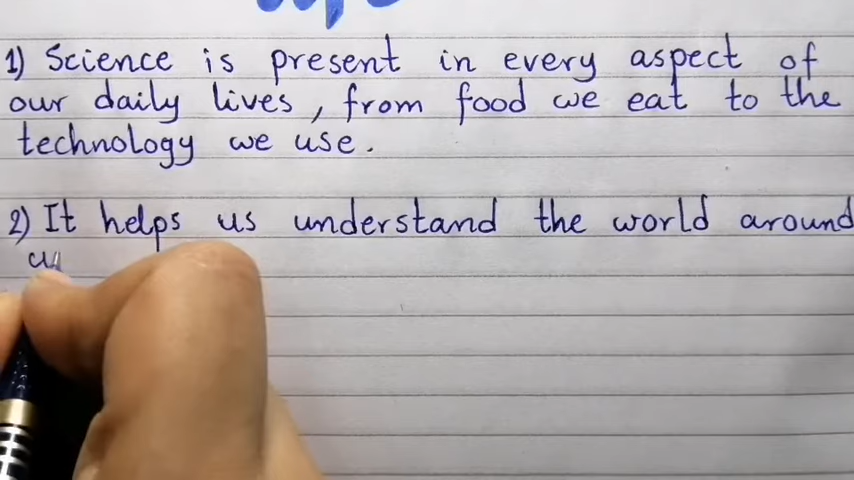 1) Science is present in every aspect of
our daily lives, from food we eat to the
technology we use.
2) It helps us understand the world around